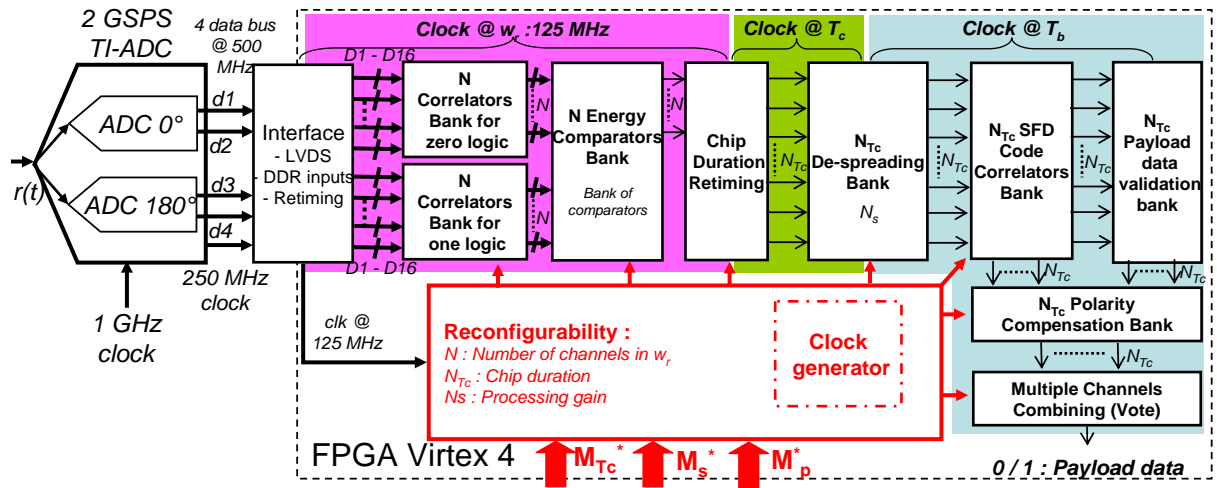 2 GSPS
TI-ADC
4 data bus
@ 500
MHz
Clock @ w_r :125 MHz
Clock @ T_c
Clock @ T_b
D1 - D16
r(t)
ADC 0°
ADC 180°
d1
d2
d3
d4
Interface
- LVDS
- DDR inputs
- Retiming
N
Correlators
Bank for
zero logic
N
N
Correlators
Bank for
one logic
N
D1 - D16
N Energy
Comparators
Bank
Bank of
comparators
N
Chip
Duration
Retiming
N_Tc
N_Tc
De-spreading
Bank
N_s
N_Tc
N_Tc SFD
Code
Correlators
Bank
N_Tc
N_Tc
Payload
data
validation
bank
250 MHz
clock
1 GHz
clock
clk @
125 MHz
Reconfigurability :
N : Number of channels in w_r
N_Tc : Chip duration
Ns : Processing gain
Clock
generator
N_Tc
N_Tc
N_Tc Polarity
Compensation Bank
N_Tc
Multiple Channels
Combining (Vote)
FPGA Virtex 4
M_Tc*
M_s*
M*_p
0 / 1 : Payload data